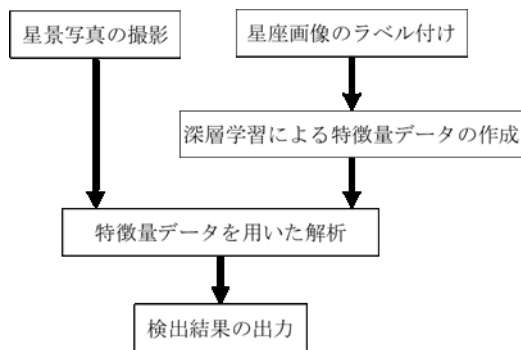 星景写真の撮影
星座画像のラベル付け
深層学習による特徴量データの作成
特徴量データを用いた解析
検出結果の出力